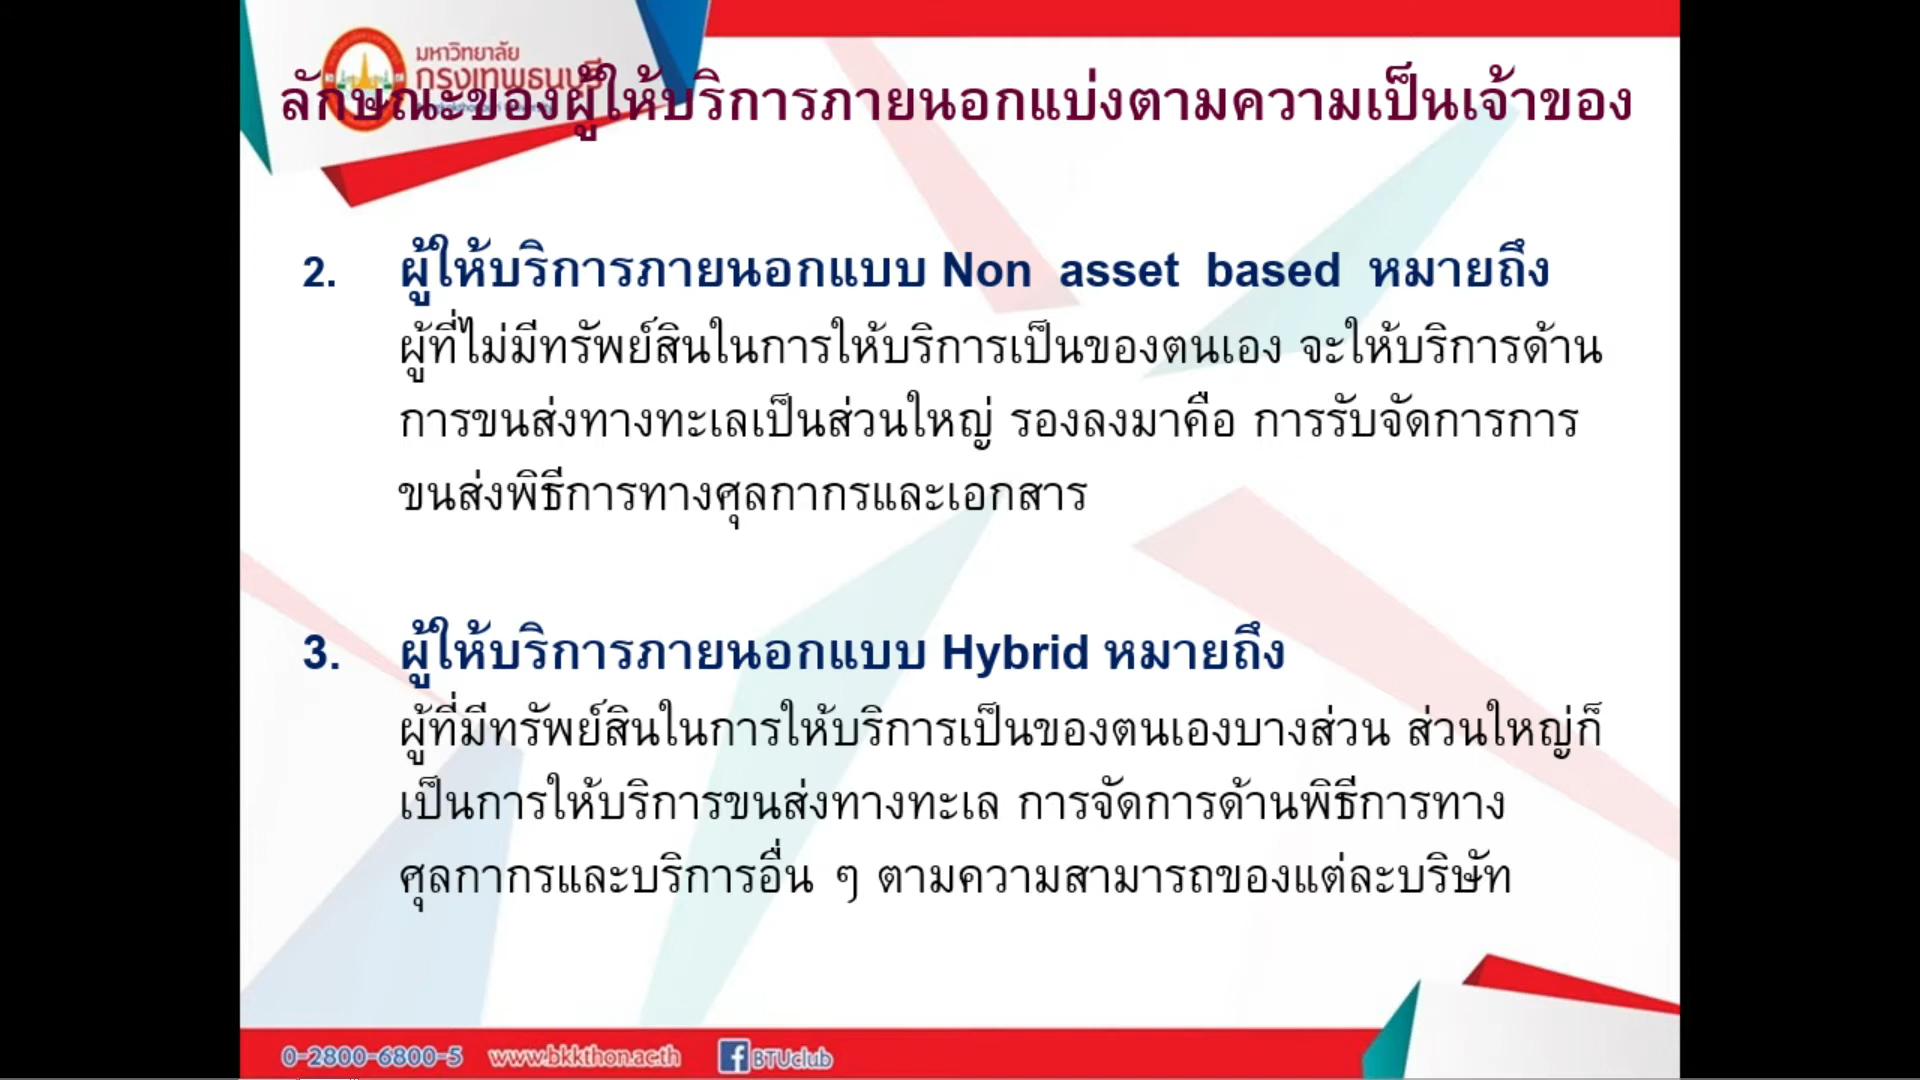 มหาวิทยาลัย
กรุงเทพธนบุรี
ลักษณะของผู้ให้บริการภายนอกแบ่งตามความเป็นเจ้าของ
2. ผู้ให้บริการภายนอกแบบ Non asset based หมายถึง
ผู้ที่ไม่มีทรัพย์สินในการให้บริการเป็นของตนเอง จะให้บริการด้าน
การขนส่งทางทะเลเป็นส่วนใหญ่ รองลงมาคือ การรับจัดการการ
ขนส่งพิธีการทางศุลกากรและเอกสาร
3. ผู้ให้บริการภายนอกแบบ Hybrid หมายถึง
ผู้ที่มีทรัพย์สินในการให้บริการเป็นของตนเองบางส่วน ส่วนใหญ่ก็
เป็นการให้บริการขนส่งทางทะเล การจัดการด้านพิธีการทาง
ศุลกากรและบริการอื่น ๆ ตามความสามารถของแต่ละบริษัท
0-2800-6800-5 www.bkkthon.ac.th BTUclub